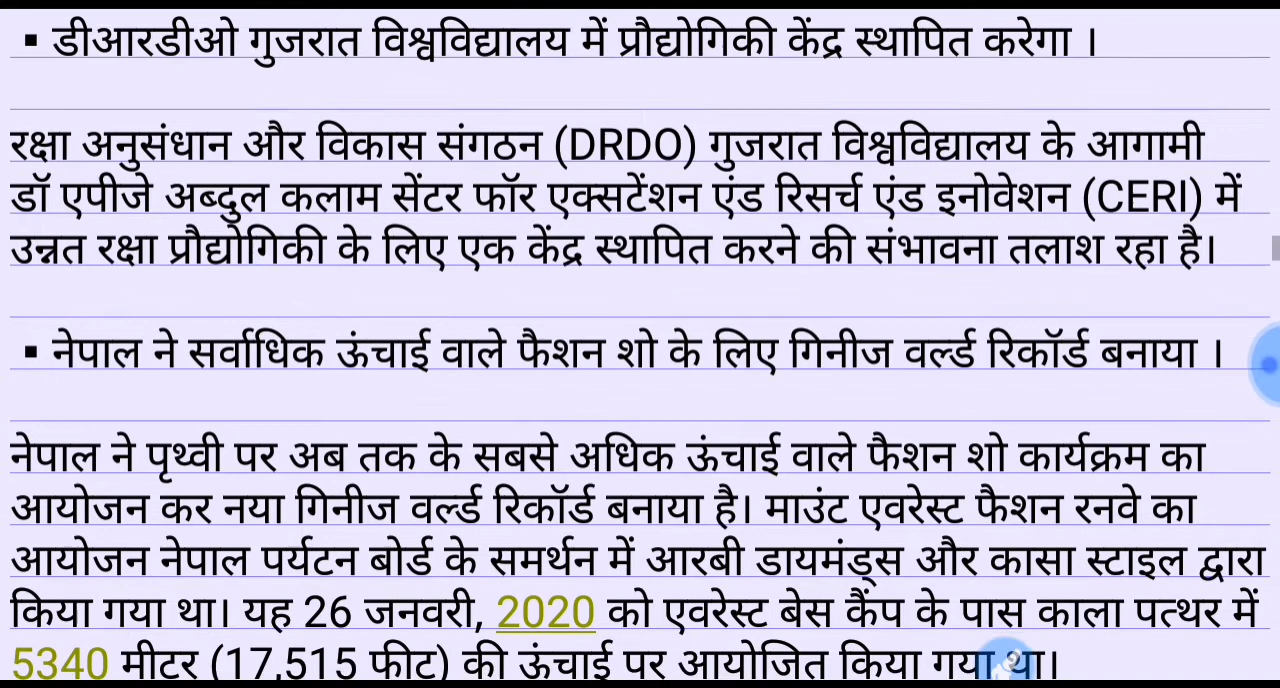 ▪ डीआरडीओ गुजरात विश्वविद्यालय में प्रौद्योगिकी केंद्र स्थापित करेगा ।
रक्षा अनुसंधान और विकास संगठन (DRDO) गुजरात विश्वविद्यालय के आगामी
डॉ एपीजे अब्दुल कलाम सेंटर फॉर एक्सटेंशन एंड रिसर्च एंड इनोवेशन (CERI) में
उन्नत रक्षा प्रौद्योगिकी के लिए एक केंद्र स्थापित करने की संभावना तलाश रहा है।
▪ नेपाल ने सर्वाधिक ऊंचाई वाले फैशन शो के लिए गिनीज वर्ल्ड रिकॉर्ड बनाया ।
नेपाल ने पृथ्वी पर अब तक के सबसे अधिक ऊंचाई वाले फैशन शो कार्यक्रम का
आयोजन कर नया गिनीज वर्ल्ड रिकॉर्ड बनाया है। माउंट एवरेस्ट फैशन रनवे का
आयोजन नेपाल पर्यटन बोर्ड के समर्थन में आरबी डायमंड्स और कासा स्टाइल द्वारा
किया गया था। यह 26 जनवरी, 2020 को एवरेस्ट बेस कैंप के पास काला पत्थर में
5340 मीटर (17,515 फीट) की ऊंचाई पर आयोजित किया गया था।